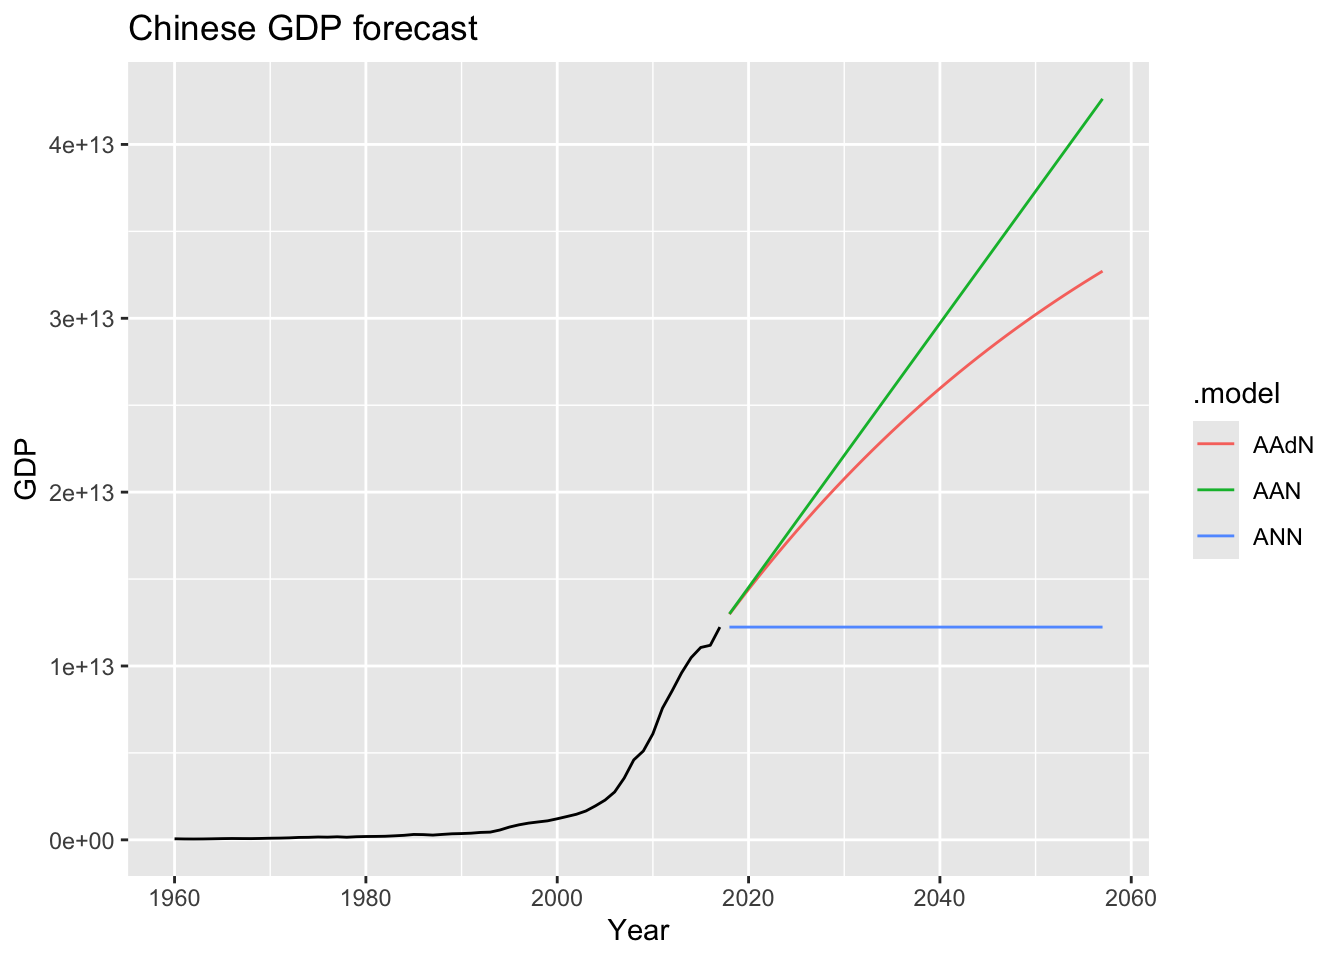 Chinese GDP forecast
4e+13
3e+13
2e+13
1e+13
0e+00
GDP
1960 1980 2000 2020 2040 2060
Year
.model
AAdN
AAN
ANN